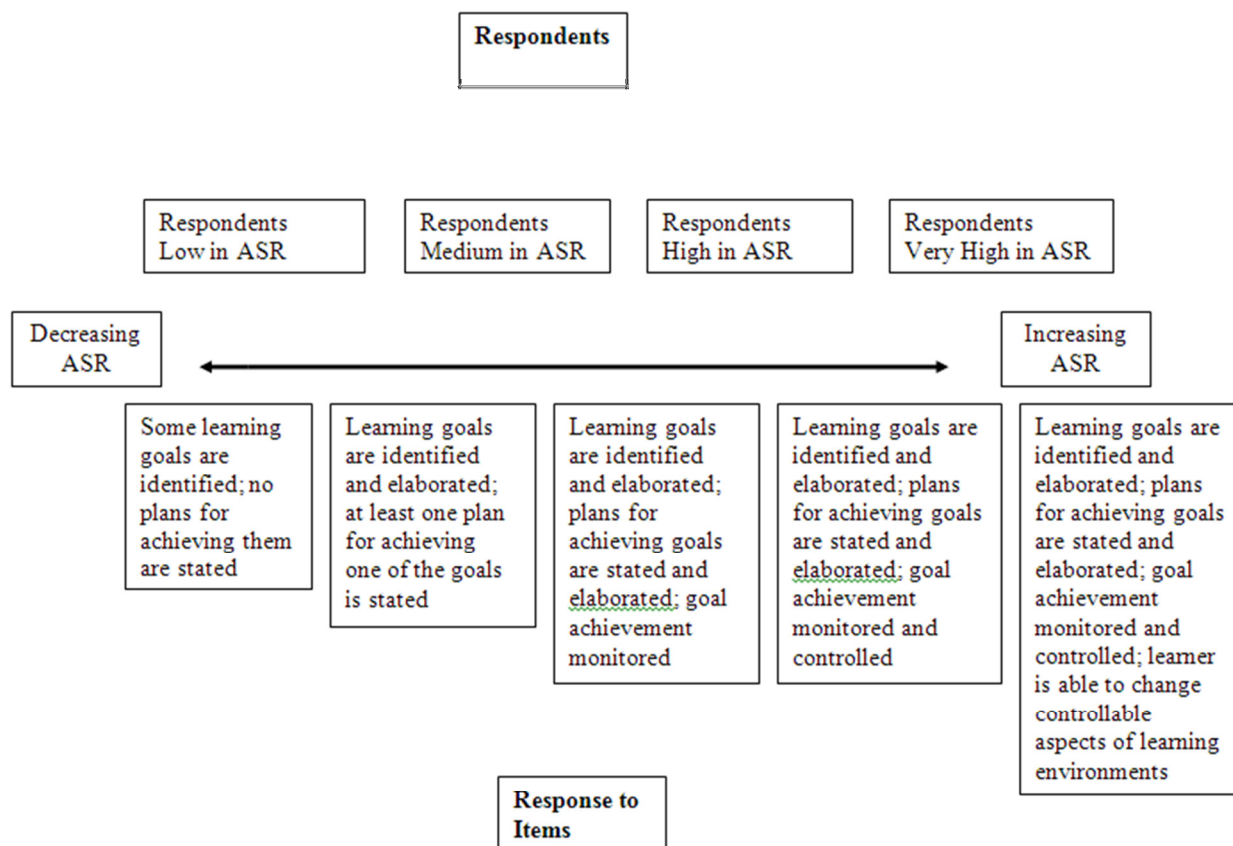 Respondents
Respondents
Low in ASR
Respondents
Medium in ASR
Respondents
High in ASR
Respondents
Very High in ASR
Decreasing
ASR
Increasing
ASR
Some learning
goals are
identified; no
plans for
achieving them
are stated
Learning goals
are identified
and elaborated;
at least one plan
for achieving
one of the goals
is stated
Learning goals
are identified
and elaborated;
plans for
achieving goals
are stated and
elaborated; goal
achievement
monitored
Learning goals are
identified and
elaborated; plans
for achieving goals
are stated and
elaborated; goal
achievement
monitored and
controlled
Learning goals are
identified and
elaborated; plans
for achieving goals
are stated and
elaborated; goal
achievement
monitored and
controlled; learner
is able to change
controllable
aspects of learning
environments
Response to
Items